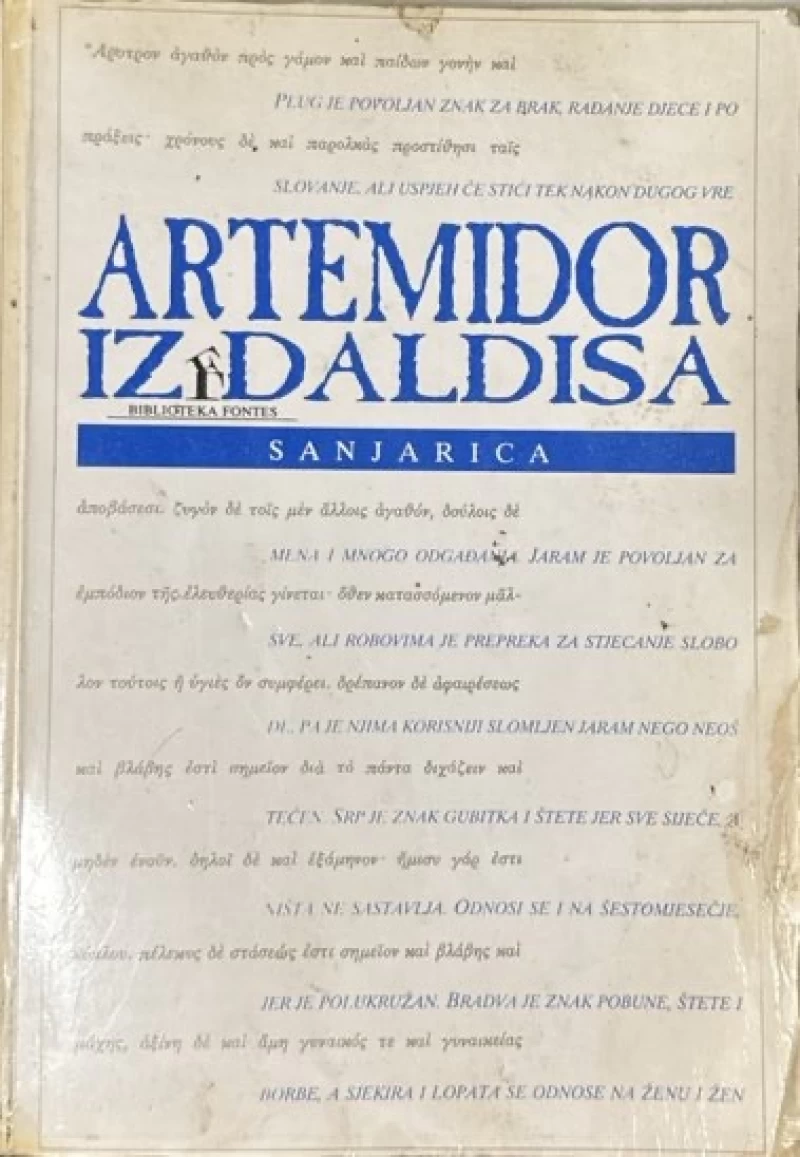 Ἄροτρον ἀγαθὸν πρὸς γάμον καὶ παίδων γονὴν καὶ
PLUG JE POVOLJAN ZNAK ZA BRAK, RAĐANJE DJECE I PO
πράξεις· χρόνους δὲ καὶ παρολκὰς προστίθησι ταῖς
SLOVANJE, ALI USPJEH ĆE STIĆI TEK NAKON DUGOG VRE
ARTEMIDOR
IZ DALDISA
BIBLIOTEKA FONTES
SANJARICA
ἀποβάσεσι. ζυγὸν δὲ τοῖς μὲν ἄλλοις ἀγαθόν, δούλοις δὲ
MENA I MNOGO ODGAĐANJA. JARAM JE POVOLJAN ZA
ἐμπόδιον τῆς ἐλευθερίας γίνεται· ὅθεν κατασσόμενον μᾶλ-
SVE, ALI ROBOVIMA JE PREPREKA ZA STJECANJE SLOBO
λον τούτοις ἢ ὑγιὲς ὂν συμφέρει. δρέπανον δὲ ἀφαιρέσεως
DE, PA JE NJIMA KORISNIJI SLOMLJEN JARAM NEGO NEOŠ
καὶ βλάβης ἐστὶ σημεῖον διὰ τὸ πάντα διχάζειν καὶ
TEĆEN. SRP JE ZNAK GUBITKA I ŠTETE JER SVE SIJEČE, A
μηδὲν ἑνοῦν. δηλοῖ δὲ καὶ ἑξάμηνον· ἥμισυ γάρ ἐστι
NIŠTA NE SASTAVLJA. ODNOSI SE I NA ŠESTOMJESEČJE,
κύκλου. πέλεκυς δὲ στάσεώς ἐστι σημεῖον καὶ βλάβης καὶ
JER JE POLUKRUŽAN. BRADVA JE ZNAK POBUNE, ŠTETE I
μάχης, ἀξίνη δὲ καὶ ἄμη γυναικός τε καὶ γυναικείας
BORBE, A SJEKIRA I LOPATA SE ODNOSE NA ŽENU I ŽEN